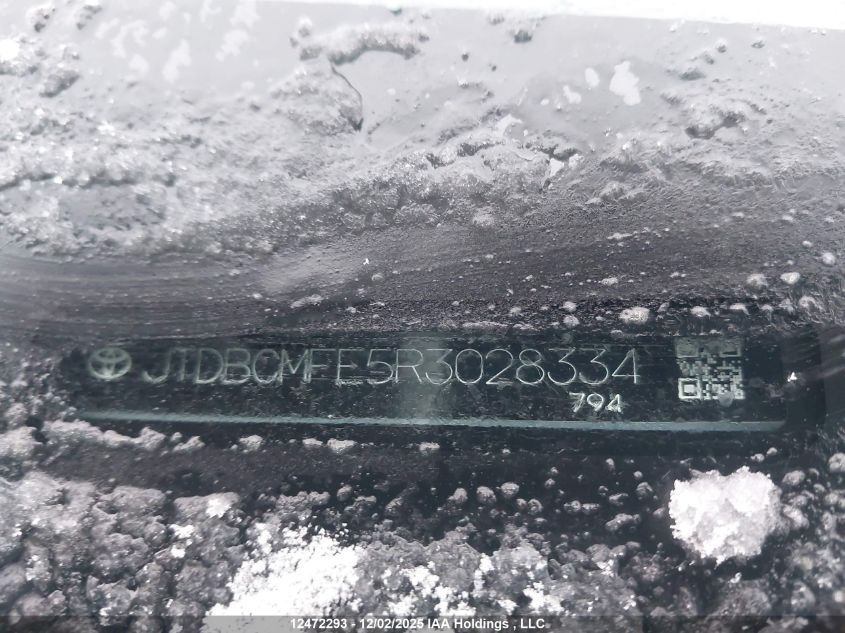 JTDBCMFE5R3028334
794
12472293 - 12/02/2025 IAA Holdings , LLC.